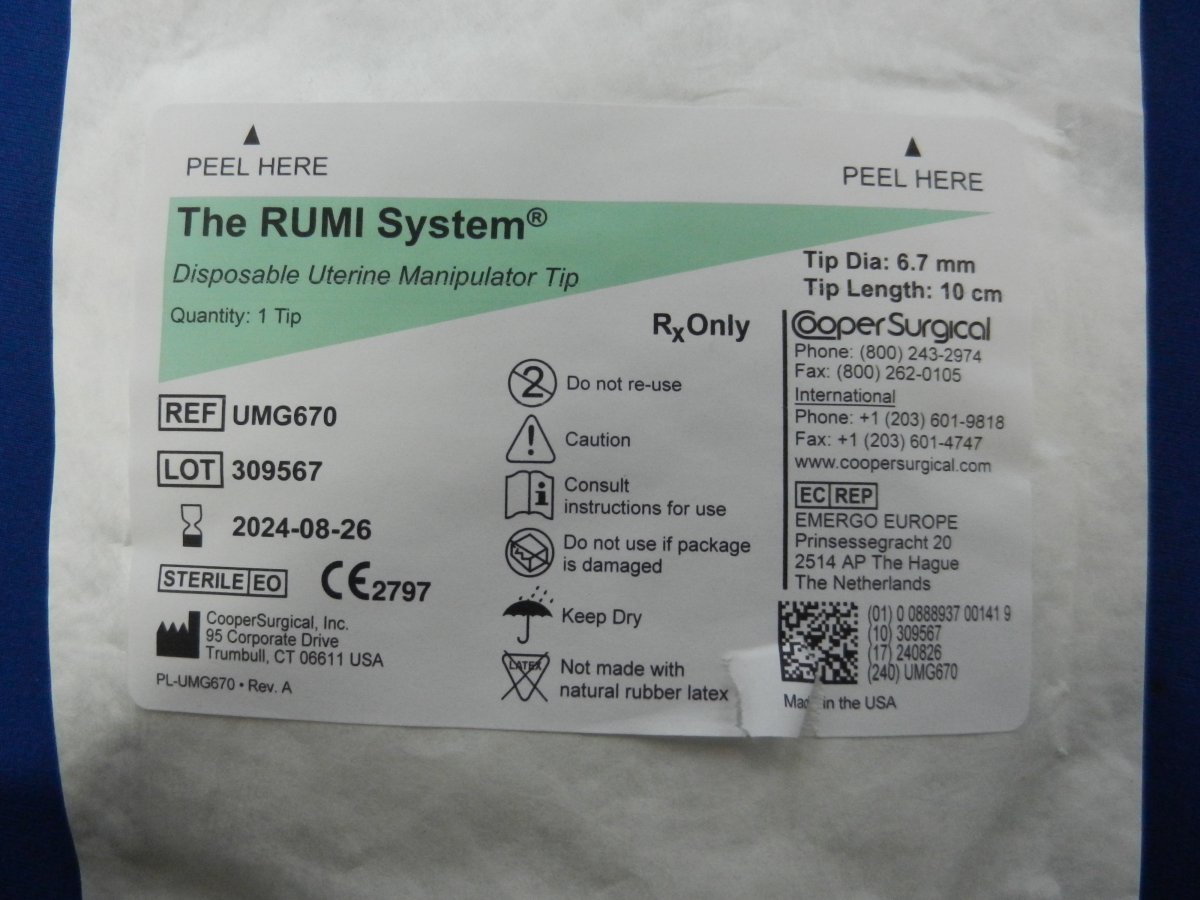 PEEL HERE
PEEL HERE
The RUMI System®
Disposable Uterine Manipulator Tip
Quantity: 1 Tip
Tip Dia: 6.7 mm
Tip Length: 10 cm
RxOnly
REF UMG670
LOT 309567
2024-08-26
STERILE EO CE 2797
CooperSurgical, Inc.
95 Corporate Drive
Trumbull, CT 06611 USA
PL-UMG670 • Rev. A
2 Do not re-use
Caution
Consult
instructions for use
Do not use if package
is damaged
Keep Dry
LATEX
Not made with
natural rubber latex
CooperSurgical
Phone: (800) 243-2974
Fax: (800) 262-0105
International
Phone: +1 (203) 601-9818
Fax: +1 (203) 601-4747
www.coopersurgical.com
EC REP
EMERGO EUROPE
Prinsessegracht 20
2514 AP The Hague
The Netherlands
(01) 0 0888937 00141 9
(10) 309567
(17) 240826
(240) UMG670
in the USA